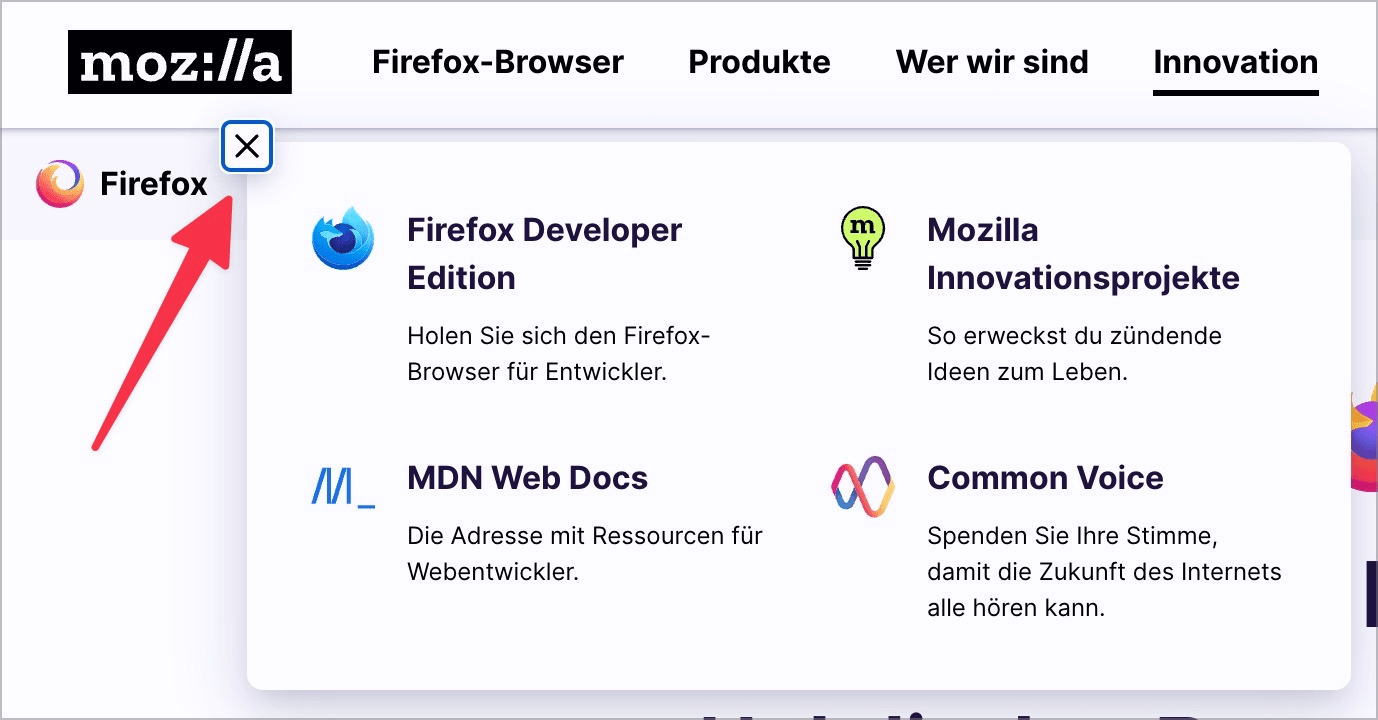 moz://a
Firefox-Browser
Produkte
Wer wir sind
Innovation
Firefox
Firefox Developer
Edition
Holen Sie sich den Firefox-
Browser für Entwickler.
m
Mozilla
Innovationsprojekte
So erweckst du zündende
Ideen zum Leben.
MDN Web Docs
Die Adresse mit Ressourcen für
Webentwickler.
Common Voice
Spenden Sie Ihre Stimme,
damit die Zukunft des Internets
alle hören kann.